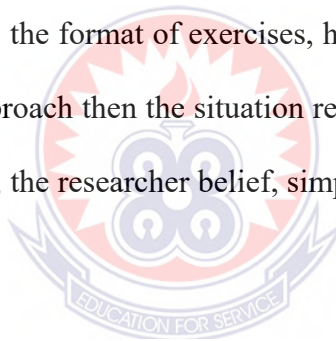 the format of exercises, h
roach then the situation re
the researcher belief, simp
EDUCATION FOR SERVICE